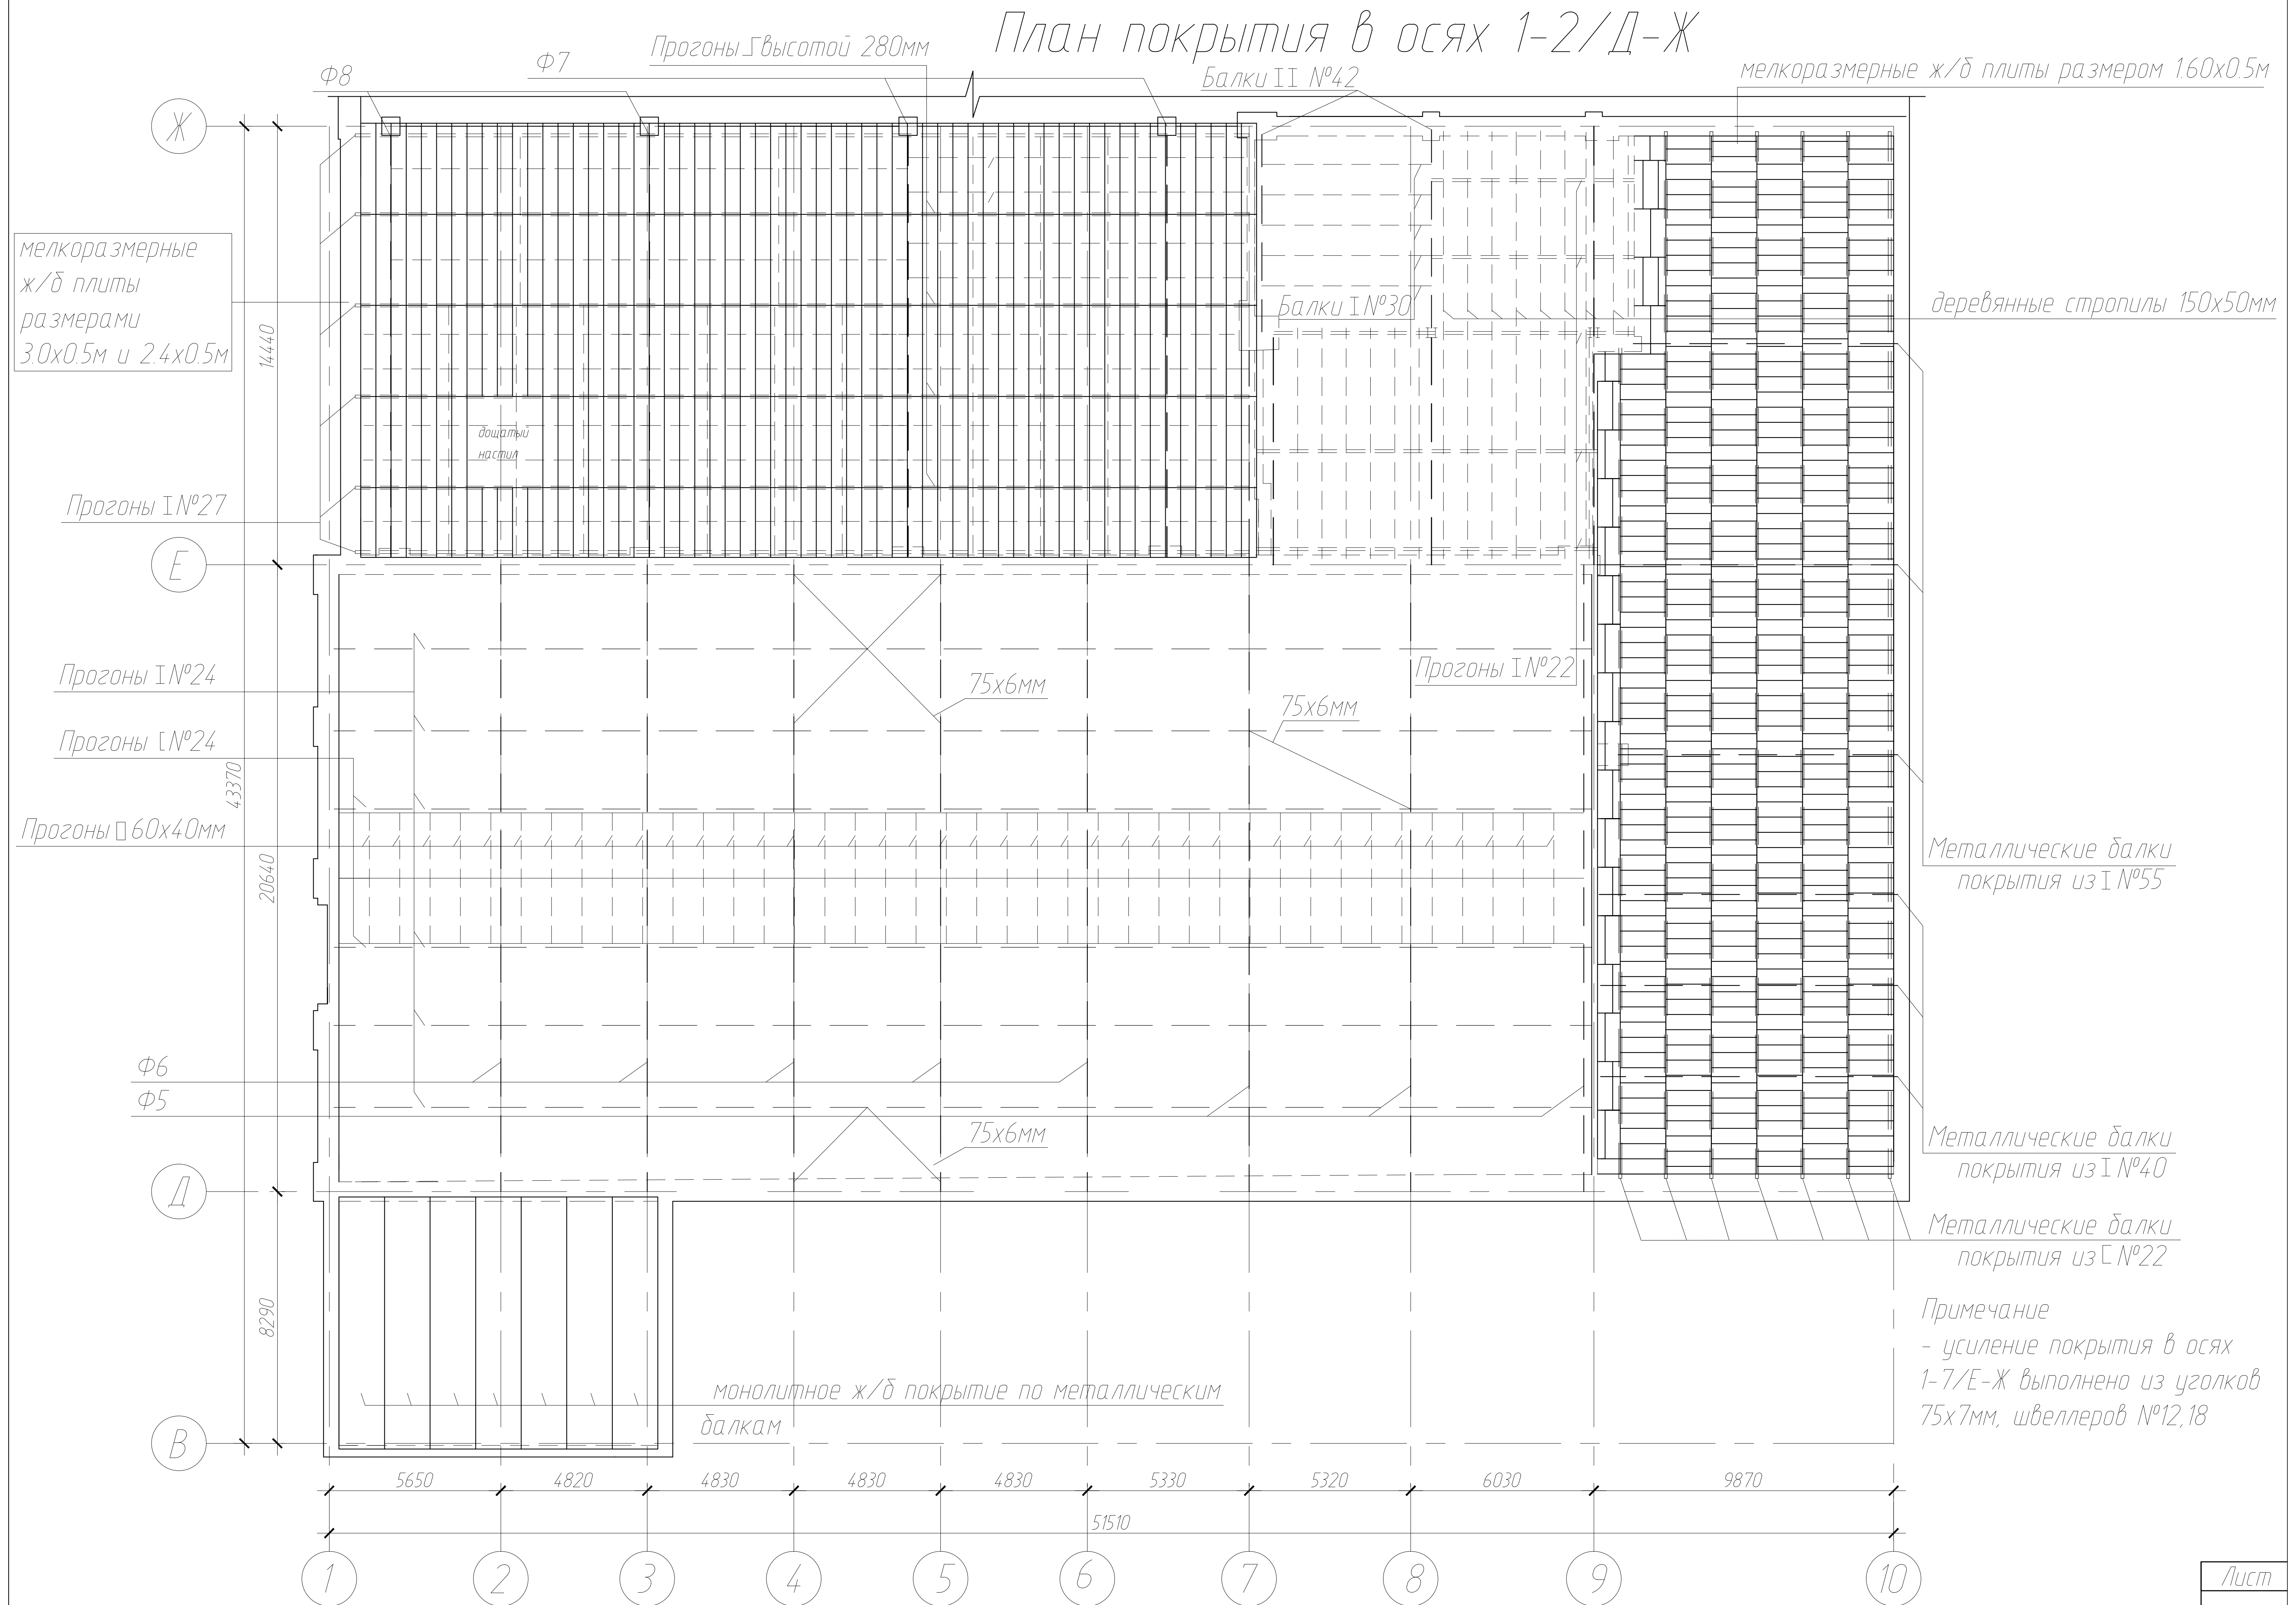 План покрытия в осях 1-2/Д-Ж
Прогоны высотой 280мм
Ф8
Ф7
Балки II №42
мелкоразмерные ж/б плиты размером 1.60х0.5м
Ж
мелкоразмерные
ж/б плиты
размерами
3.0х0.5м и 2.4х0.5м
14440
Балки I №30
деревянные стропилы 150х50мм
дощатый
настил
Прогоны I №27
Е
Прогоны I №24
75х6мм
Прогоны I №22
75х6мм
Прогоны [ №24
43370
Прогоны □ 60х40мм
20640
Металлические балки
покрытия из I №55
Ф6
Ф5
75х6мм
Металлические балки
покрытия из I №40
Д
Металлические балки
покрытия из [ №22
8290
Примечание
- усиление покрытия в осях
1-7/Е-Ж выполнено из уголков
75х7мм, швеллеров №12,18
монолитное ж/б покрытие по металлическим
балкам
В
5650 4820 4830 4830 4830 5330 5320 6030 9870
51510
1 2 3 4 5 6 7 8 9 10
Лист